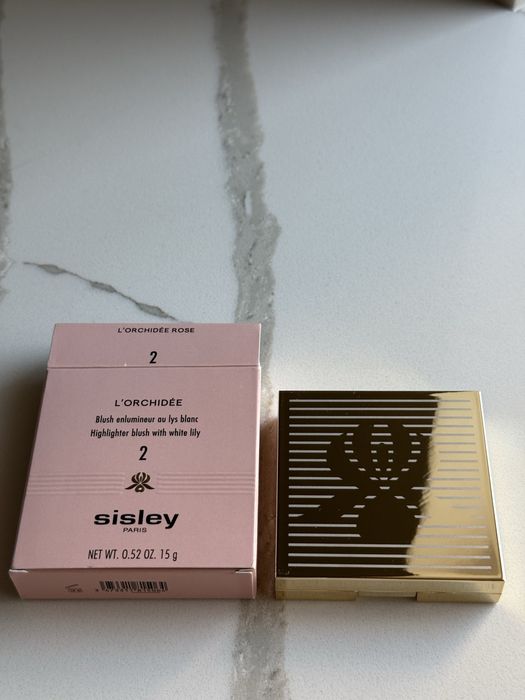 L'ORCHIDÉE ROSE
2
L'ORCHIDÉE
Blush enlumineur au lys blanc
Highlighter blush with white lily
2
sisley
PARIS
NET WT. 0.52 OZ. 15 g